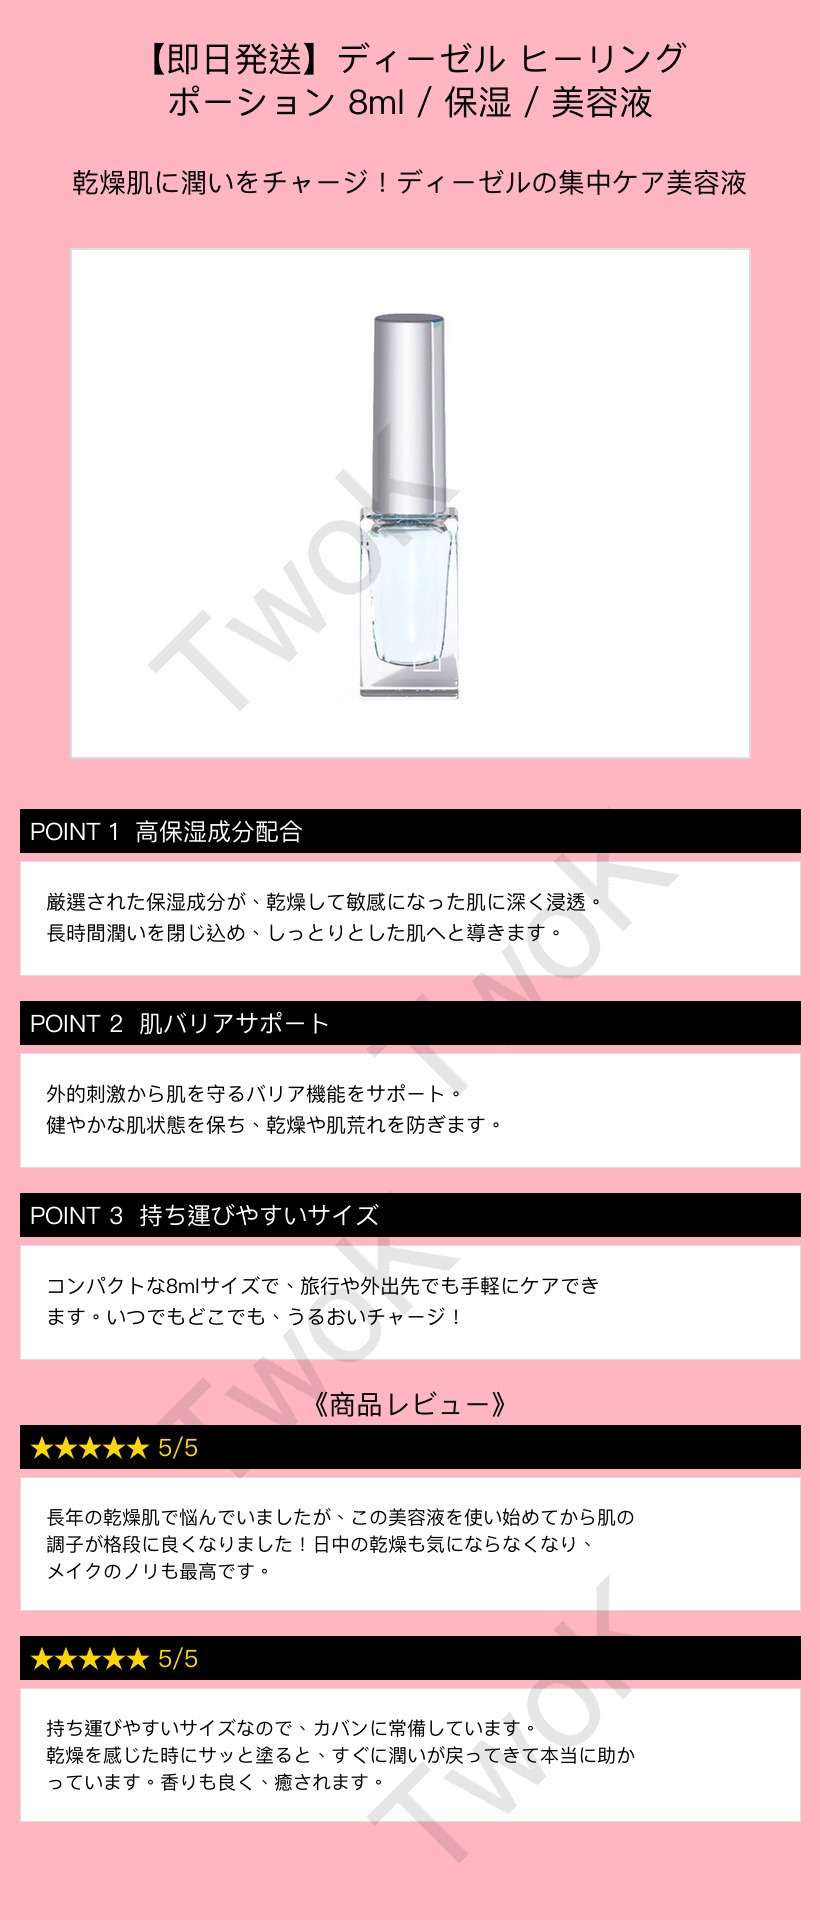 【即日発送】ディーゼル ヒーリング
ポーション 8ml / 保湿 / 美容液
乾燥肌に潤いをチャージ！ディーゼルの集中ケア美容液
Twok
POINT 1 高保湿成分配合
厳選された保湿成分が、乾燥して敏感になった肌に深く浸透。
長時間潤いを閉じ込め、しっとりとした肌へと導きます。
Twok
POINT 2 肌バリアサポート
外的刺激から肌を守るバリア機能をサポート。
健やかな肌状態を保ち、乾燥や肌荒れを防ぎます。
POINT 3 持ち運びやすいサイズ
コンパクトな8mlサイズで、旅行や外出先でも手軽にケアでき
ます。いつでもどこでも、うるおいチャージ！
Twok
《商品レビュー》
★★★★★ 5/5
長年の乾燥肌で悩んでいましたが、この美容液を使い始めてから肌の
調子が格段に良くなりました！日中の乾燥も気にならなくなり、
メイクのノリも最高です。
★★★★★ 5/5
持ち運びやすいサイズなので、カバンに常備しています。
乾燥を感じた時にサッと塗ると、すぐに潤いが戻ってきて本当に助か
っています。香りも良く、癒されます。
Twok